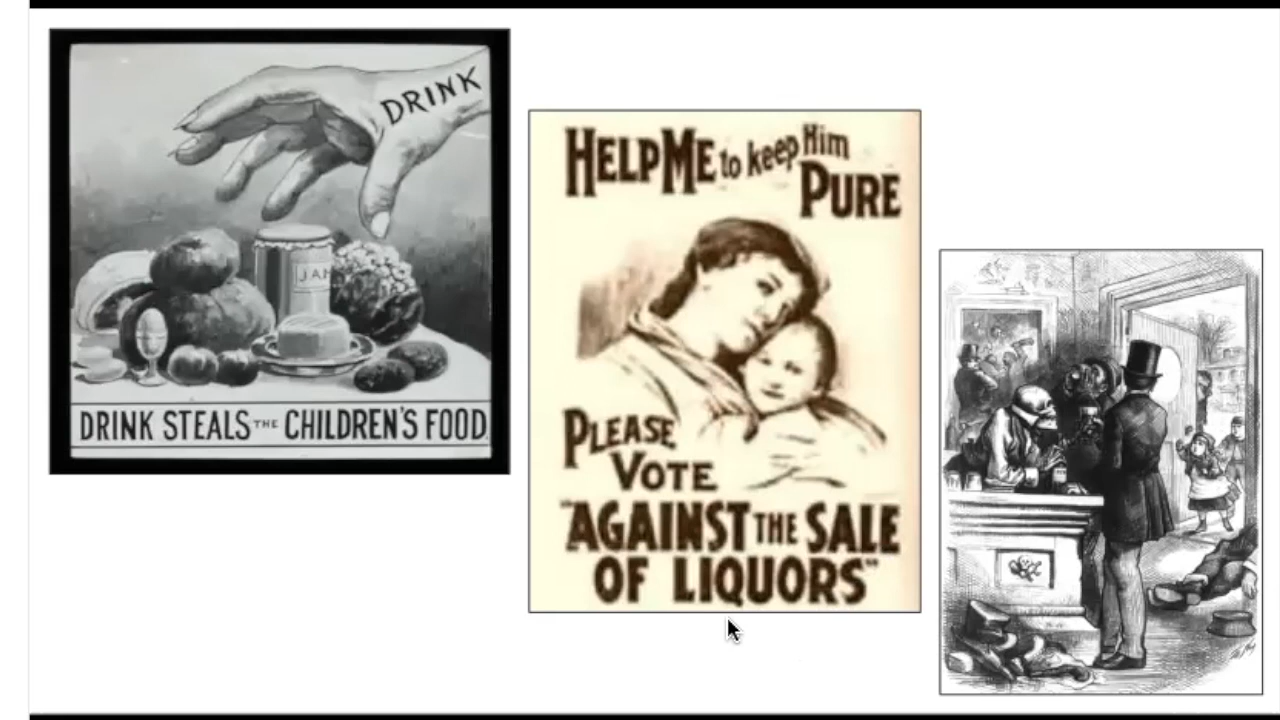 DRINK
JAM
DRINK STEALS THE CHILDREN'S FOOD
HELP ME to keep Him
PURE
PLEASE
VOTE
"AGAINST THE SALE
OF LIQUORS"